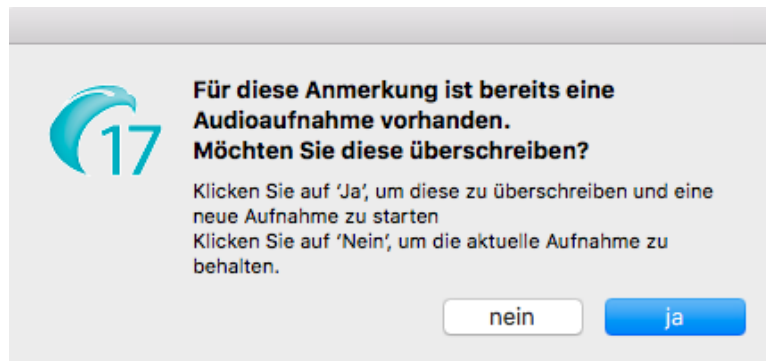 17
Für diese Anmerkung ist bereits eine
Audioaufnahme vorhanden.
Möchten Sie diese überschreiben?
Klicken Sie auf ‘Ja’, um diese zu überschreiben und eine
neue Aufnahme zu starten
Klicken Sie auf ‘Nein’, um die aktuelle Aufnahme zu
behalten.
nein
ja